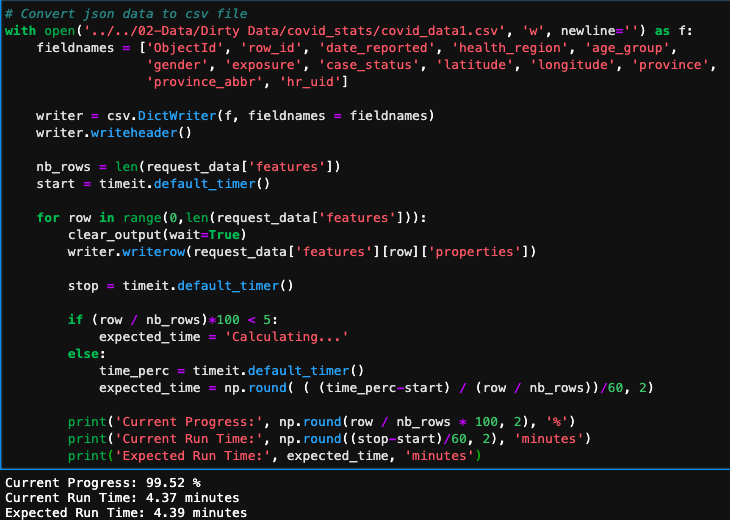 # Convert json data to csv file
with open('../../02-Data/Dirty Data/covid_stats/covid_data1.csv', 'w', newline='') as f:
    fieldnames = ['ObjectId', 'row_id', 'date_reported', 'health_region', 'age_group',
                  'gender', 'exposure', 'case_status', 'latitude', 'longitude', 'province',
                  'province_abbr', 'hr_uid']
    writer = csv.DictWriter(f, fieldnames = fieldnames)
    writer.writeheader()
    nb_rows = len(request_data['features'])
    start = timeit.default_timer()
    for row in range(0,len(request_data['features'])):
        clear_output(wait=True)
        writer.writerow(request_data['features'][row]['properties'])
        stop = timeit.default_timer()
        if (row / nb_rows)*100 < 5:
            expected_time = 'Calculating...'
        else:
            time_perc = timeit.default_timer()
            expected_time = np.round( ( (time_perc-start) / (row / nb_rows))/60, 2)
        print('Current Progress:', np.round(row / nb_rows * 100, 2), '%')
        print('Current Run Time:', np.round((stop-start)/60, 2), 'minutes')
        print('Expected Run Time:', expected_time, 'minutes')
Current Progress: 99.52 %
Current Run Time: 4.37 minutes
Expected Run Time: 4.39 minutes